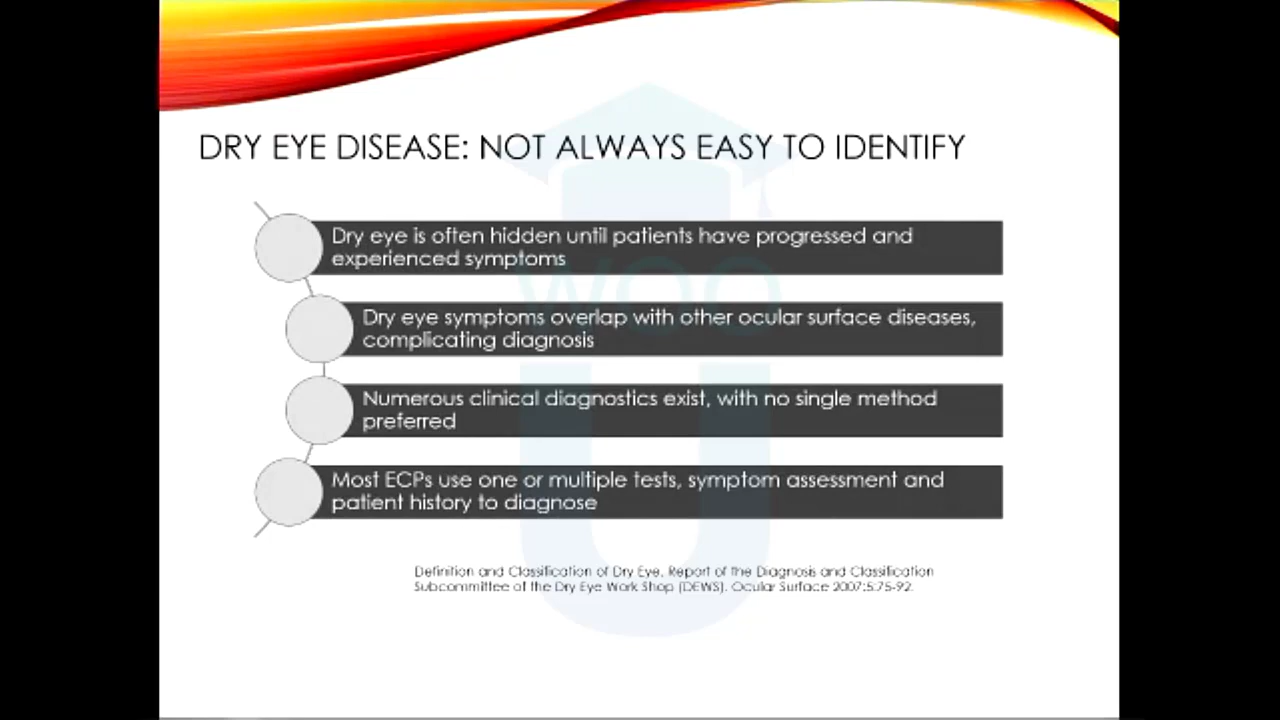 DRY EYE DISEASE: NOT ALWAYS EASY TO IDENTIFY
Dry eye is often hidden until patients have progressed and
experienced symptoms
Dry eye symptoms overlap with other ocular surface diseases,
complicating diagnosis
Numerous clinical diagnostics exist, with no single method
preferred
Most ECPs use one or multiple tests, symptom assessment and
patient history to diagnose
Definition and Classification of Dry Eye. Report of the Diagnosis and Classification
Subcommittee of the Dry Eye Work Shop (DEWS). Ocular Surface 2007;5:75-92.
WOO
U